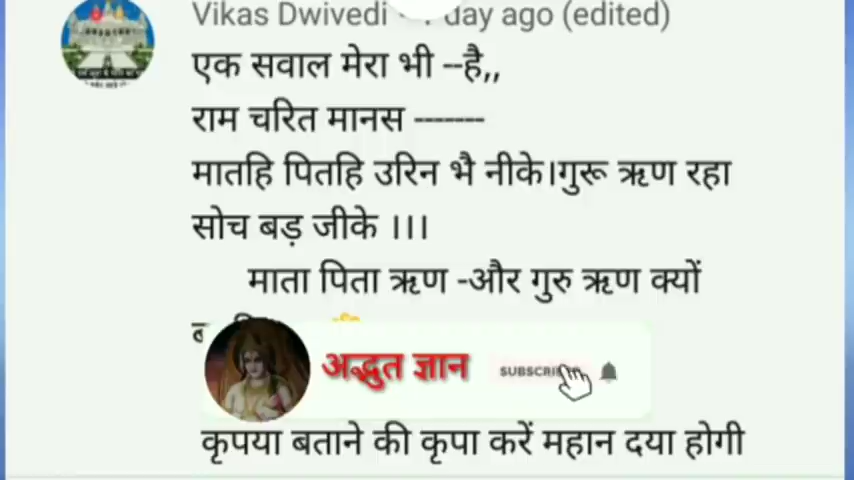 Vikas Dwivedi day ago (edited)
एक सवाल मेरा भी --है,,
राम चरित मानस -------
मातहि पितहि उरिन भै नीके।गुरू ऋण रहा
सोच बड़ जीके ।।।
माता पिता ऋण -और गुरु ऋण क्यों
अद्भुत ज्ञान
कृपया बताने की कृपा करें महान दया होगी